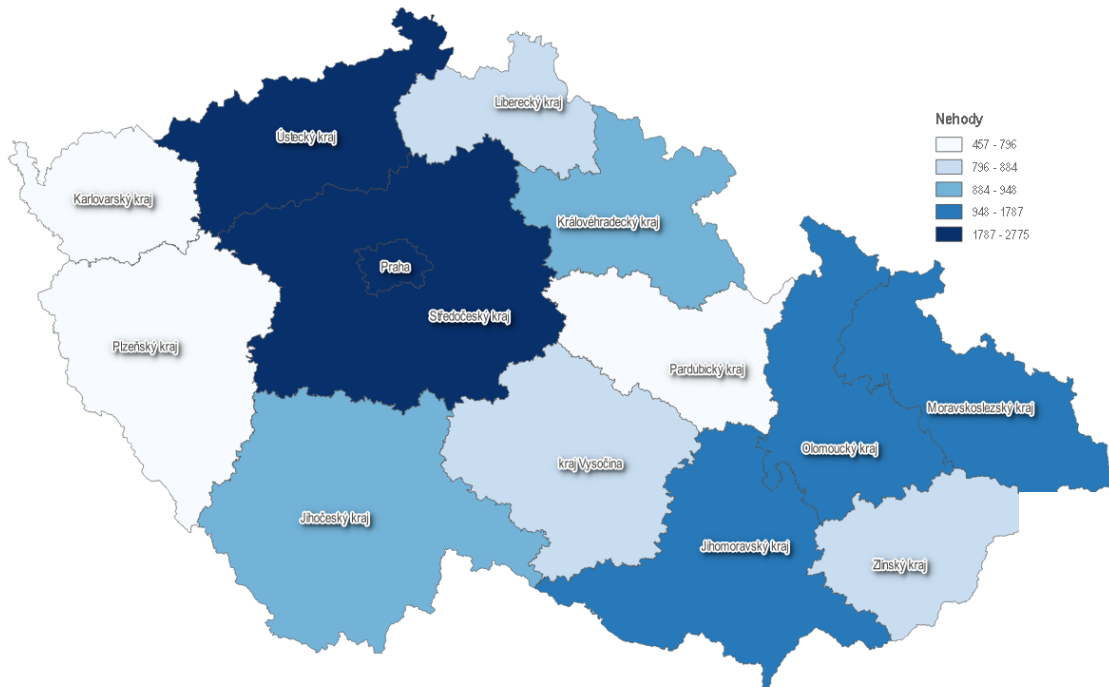 Liberecký kraj
Nehody
Ústecký kraj
457 - 796
796 - 884
884 - 948
948 - 1787
1787 - 2775
Karlovarský kraj
Královéhradecký kraj
Praha
Středočeský kraj
Plzeňský kraj
Pardubický kraj
Moravskoslezský kraj
Olomoucký kraj
kraj Vysočina
Jihočeský kraj
Jihomoravský kraj
Zlínský kraj